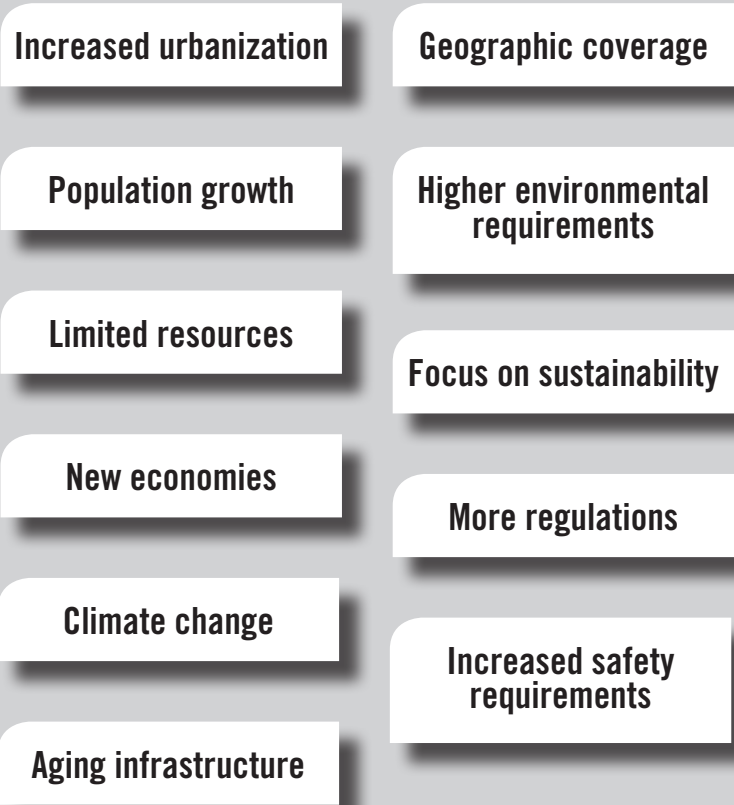 Increased urbanization
Population growth
Limited resources
New economies
Climate change
Aging infrastructure
Geographic coverage
Higher environmental
requirements
Focus on sustainability
More regulations
Increased safety
requirements